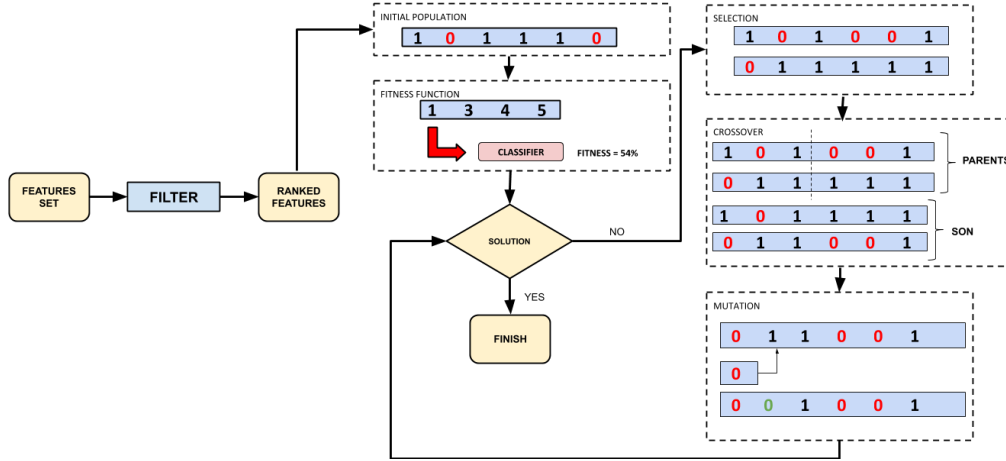 FEATURES
SET
FILTER
RANKED
FEATURES
INITIAL POPULATION
1 0 1 1 1 0
FITNESS FUNCTION
1 3 4 5
CLASSIFIER
FITNESS = 54%
SOLUTION
NO
YES
FINISH
SELECTION
1 0 1 0 0 1
0 1 1 1 1 1
CROSSOVER
1 0 1 0 0 1
0 1 1 1 1 1
PARENTS
1 0 1 1 1 1
0 1 1 0 0 1
SON
MUTATION
0 1 1 0 0 1
0
0 0 1 0 0 1